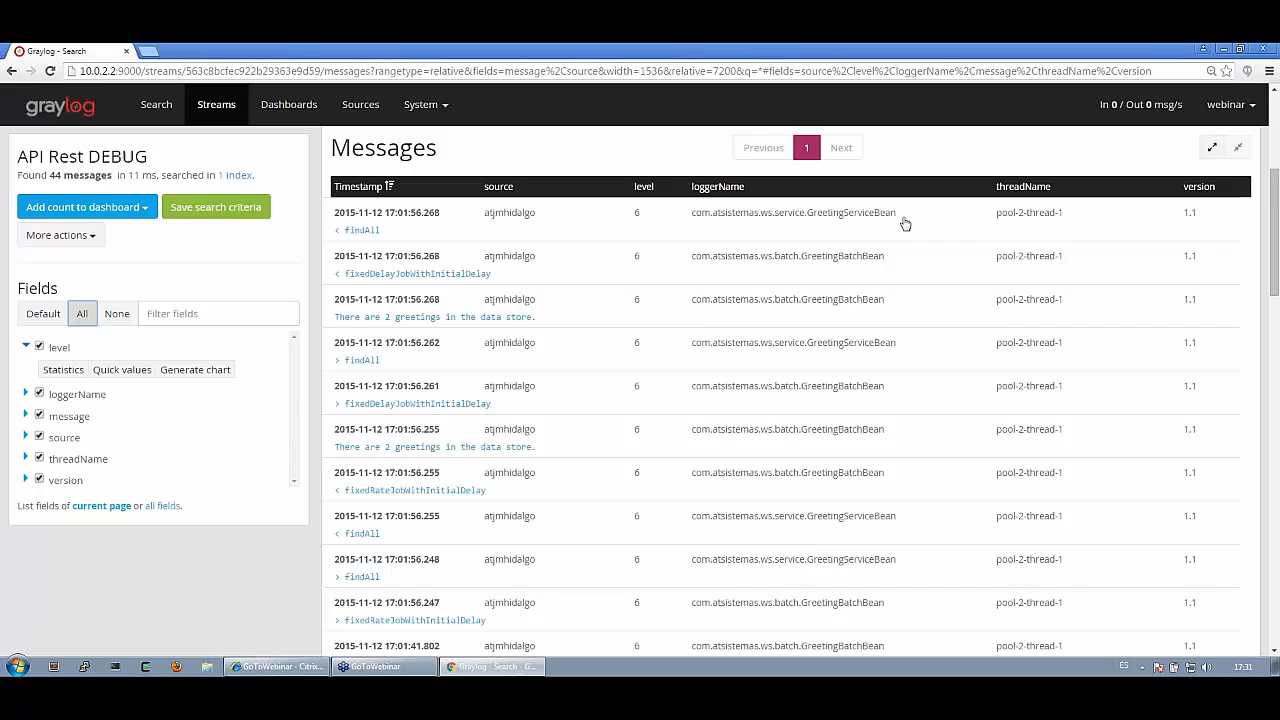 Graylog - Search
10.0.2.2:9000/streams/563c8bcfec922b29363e9d59/messages?rangetype=relative&fields=message%2Csource&width=1536&relative=7200&q=*#fields=source%2Clevel%2CloggerName%2Cmessage%2CthreadName%2Cversion
graylog Search Streams Dashboards Sources System In 0 / Out 0 msg/s webinar
API Rest DEBUG
Found 44 messages in 11 ms, searched in 1 index.
Add count to dashboard Save search criteria
More actions
Fields
Default All None Filter fields
level
Statistics Quick values Generate chart
loggerName
message
source
threadName
version
List fields of current page or all fields.
Messages
Previous 1 Next
Timestamp source level loggerName threadName version
2015-11-12 17:01:56.268 atjmhidalgo 6 com.atsistemas.ws.service.GreetingServiceBean pool-2-thread-1 1.1
< findAll
2015-11-12 17:01:56.268 atjmhidalgo 6 com.atsistemas.ws.batch.GreetingBatchBean pool-2-thread-1 1.1
< fixedDelayJobWithInitialDelay
2015-11-12 17:01:56.268 atjmhidalgo 6 com.atsistemas.ws.batch.GreetingBatchBean pool-2-thread-1 1.1
There are 2 greetings in the data store.
2015-11-12 17:01:56.262 atjmhidalgo 6 com.atsistemas.ws.service.GreetingServiceBean pool-2-thread-1 1.1
> findAll
2015-11-12 17:01:56.261 atjmhidalgo 6 com.atsistemas.ws.batch.GreetingBatchBean pool-2-thread-1 1.1
> fixedDelayJobWithInitialDelay
2015-11-12 17:01:56.255 atjmhidalgo 6 com.atsistemas.ws.batch.GreetingBatchBean pool-2-thread-1 1.1
There are 2 greetings in the data store.
2015-11-12 17:01:56.255 atjmhidalgo 6 com.atsistemas.ws.batch.GreetingBatchBean pool-2-thread-1 1.1
< fixedRateJobWithInitialDelay
2015-11-12 17:01:56.255 atjmhidalgo 6 com.atsistemas.ws.service.GreetingServiceBean pool-2-thread-1 1.1
< findAll
2015-11-12 17:01:56.248 atjmhidalgo 6 com.atsistemas.ws.service.GreetingServiceBean pool-2-thread-1 1.1
> findAll
2015-11-12 17:01:56.247 atjmhidalgo 6 com.atsistemas.ws.batch.GreetingBatchBean pool-2-thread-1 1.1
> fixedRateJobWithInitialDelay
2015-11-12 17:01:41.802 atjmhidalgo 6 com.atsistemas.ws.batch.GreetingBatchBean pool-2-thread-1 1.1
GoToWebinar - Citrix... GoToWebinar Graylog - Search - G... ES 17:31